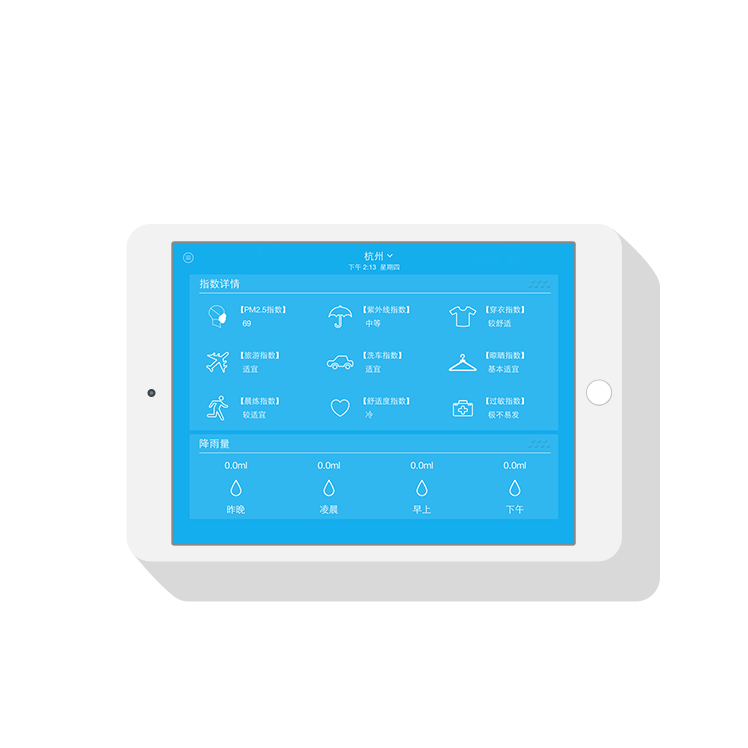 杭州
下午 2:13 星期四
指数详情
【PM2.5指数】 【紫外线指数】 【穿衣指数】
69 中等 较舒适
【旅游指数】 【洗车指数】 【晾晒指数】
适宜 适宜 基本适宜
【晨练指数】 【舒适度指数】 【过敏指数】
较适宜 冷 极不易发
降雨量
0.0ml 0.0ml 0.0ml 0.0ml
昨晚 凌晨 早上 下午